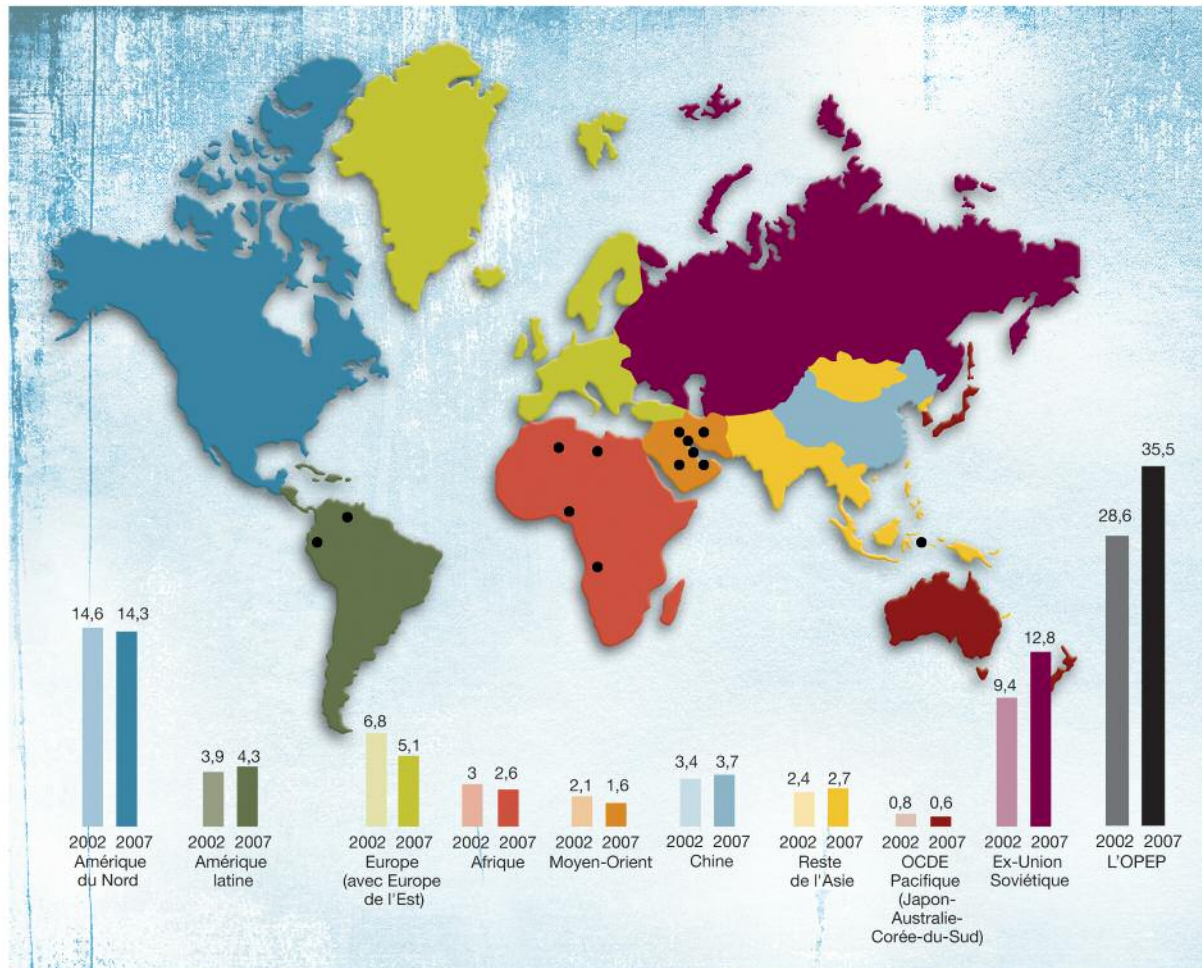 35,5
28,6
14,6
14,3
12,8
9,4
6,8
5,1
3,9
4,3
3
2,6
2,1
1,6
3,4
3,7
2,4
2,7
0,8
0,6
2002 2007
Amérique
du Nord
2002 2007
Amérique
latine
2002 2007
Europe
(avec Europe
de l'Est)
2002 2007
Afrique
2002 2007
Moyen-Orient
2002 2007
Chine
2002 2007
Reste
de l'Asie
2002 2007
OCDE
Pacifique
(Japon-
Australie-
Corée-du-Sud)
2002 2007
Ex-Union
Soviétique
2002 2007
L'OPEP